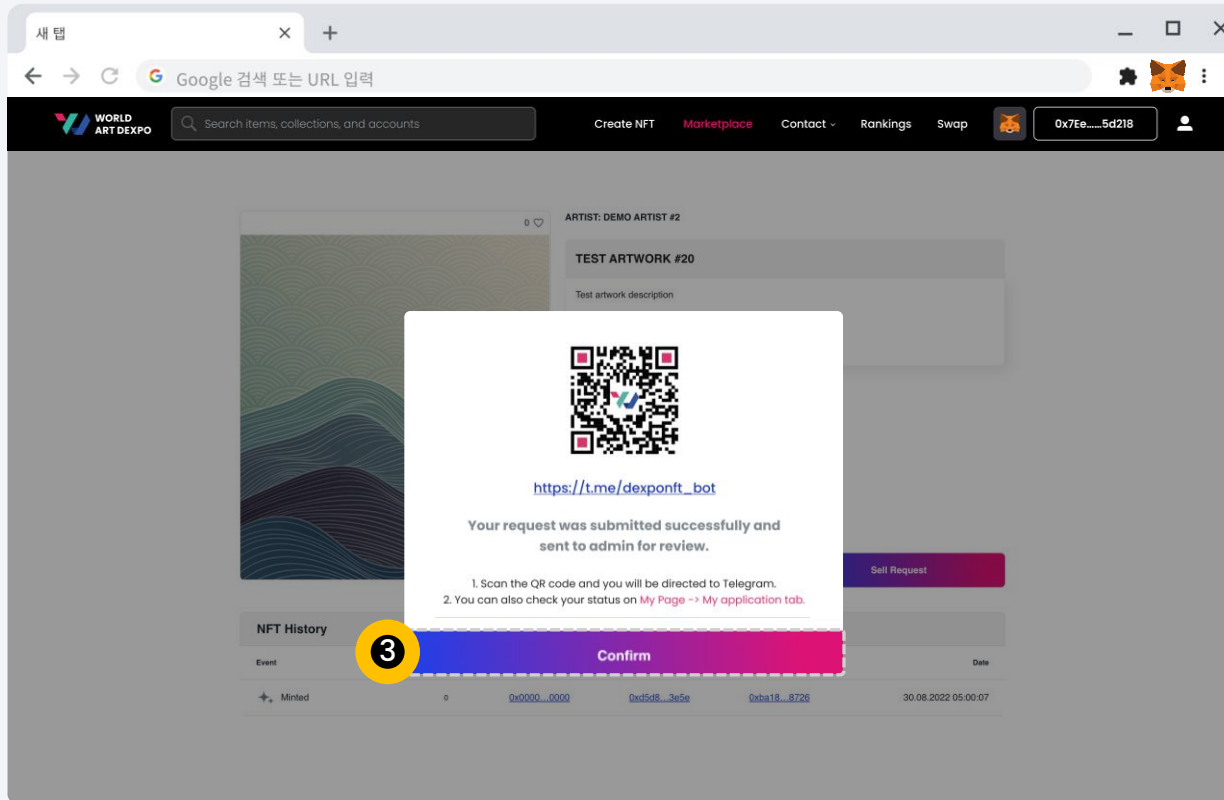 새 탭
Google 검색 또는 URL 입력
WORLD
ART DEXPO
Search items, collections, and accounts
Create NFT
Marketplace
Contact
Rankings
Swap
0x7Ee......5d218
0
ARTIST: DEMO ARTIST #2
TEST ARTWORK #20
Test artwork description
https://t.me/dexponft_bot
Your request was submitted successfully and
sent to admin for review.
Sell Request
1. Scan the QR code and you will be directed to Telegram.
2. You can also check your status on My Page -> My application tab.
NFT History
3
Confirm
Event
Date
Minted
0
0x0000...0000
0xd5d8...3e5e
0xba18...8726
30.08.2022 05:00:07